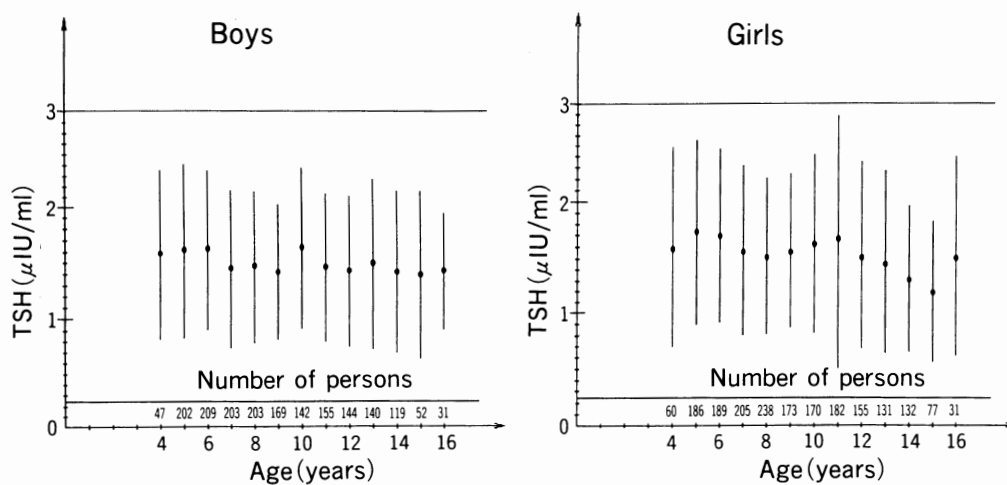 Boys
3
2
1
0
TSH (μIU/ml)
Number of persons
47 202 209 203 203 169 142 155 144 140 119 52 31
4 6 8 10 12 14 16
Age (years)
Girls
3
2
1
0
TSH (μIU/ml)
Number of persons
60 186 189 205 238 173 170 182 155 131 132 77 31
4 6 8 10 12 14 16
Age (years)